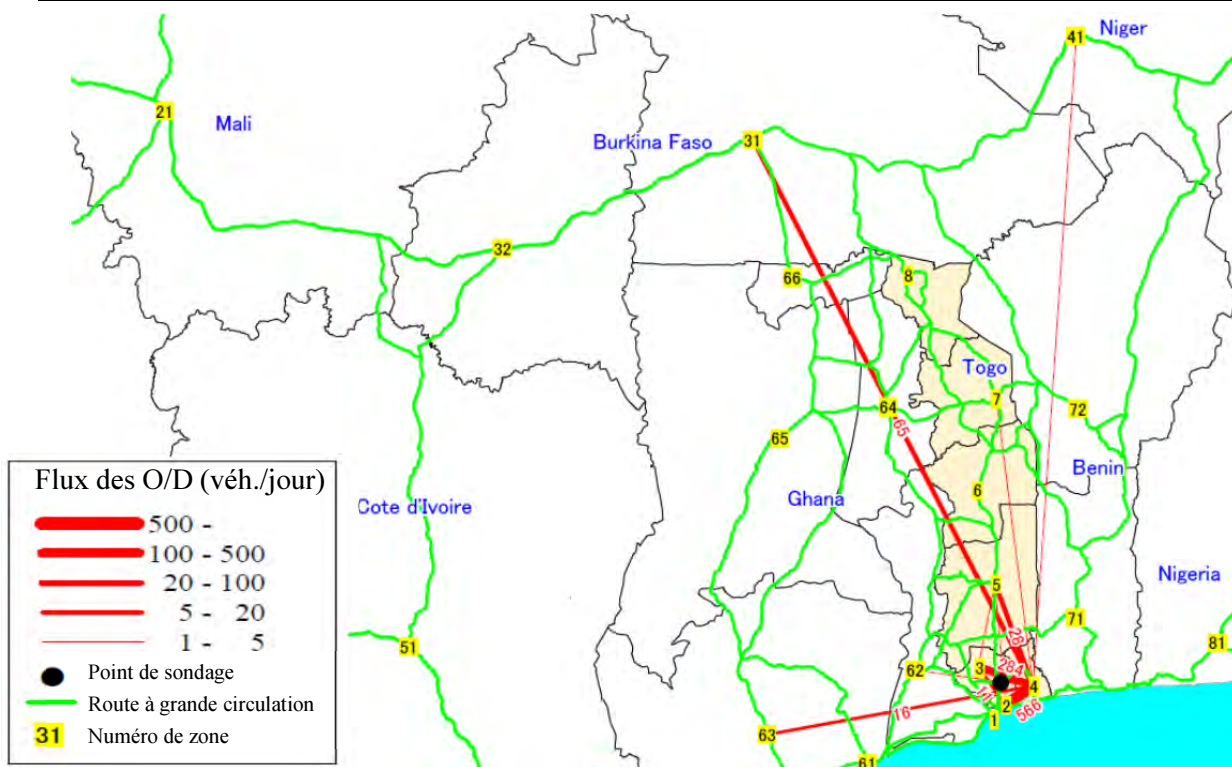 Niger
41
21
Mali
Burkina Faso
31
32
66
8
Togo
7
64
65
72
65
Benin
Ghana
6
Cote d'Ivoire
Nigeria
5
71
28
81
51
62
3
284
4
2
566
1
16
63
61
Flux des O/D (véh./jour)
500 -
100 - 500
20 - 100
5 - 20
1 - 5
Point de sondage
Route à grande circulation
31 Numéro de zone